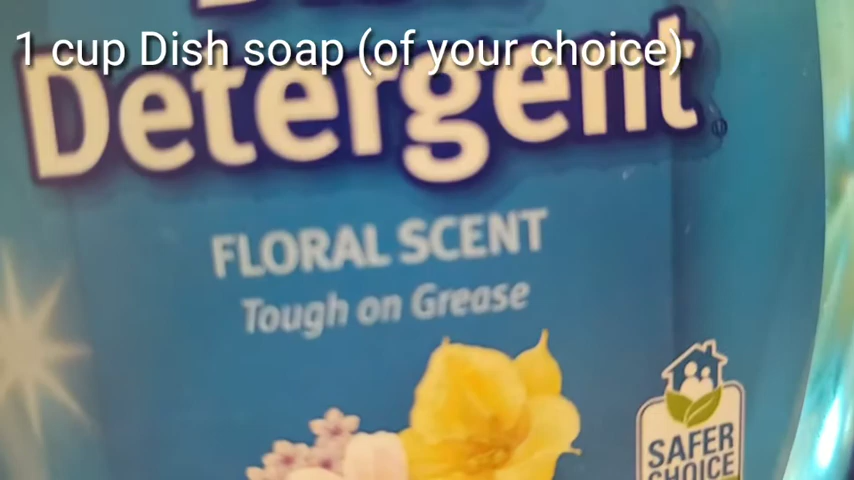 1 cup Dish soap (of your choice)
Detergent
FLORAL SCENT
Tough on Grease
SAFER
CHOICE